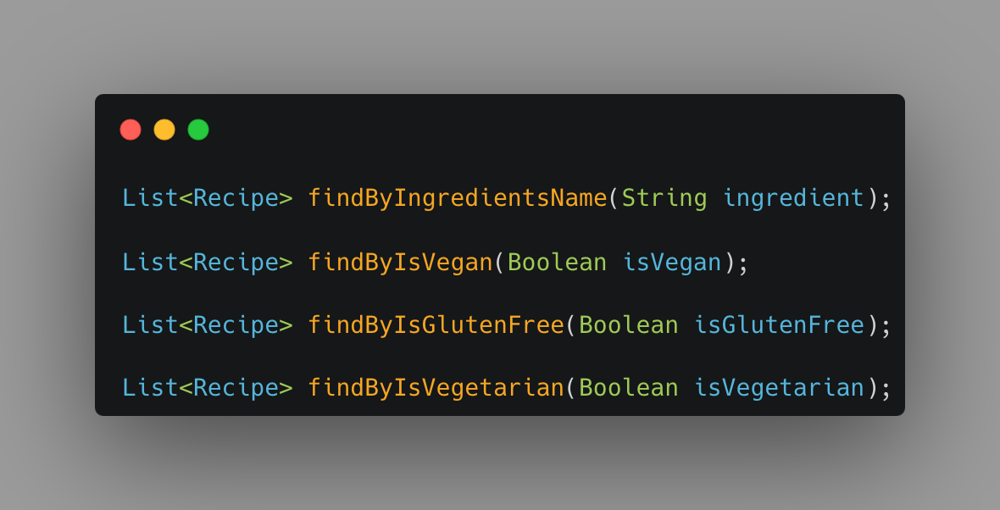 List<Recipe> findByIngredientsName(String ingredient);
List<Recipe> findByIsVegan(Boolean isVegan);
List<Recipe> findByIsGlutenFree(Boolean isGlutenFree);
List<Recipe> findByIsVegetarian(Boolean isVegetarian);